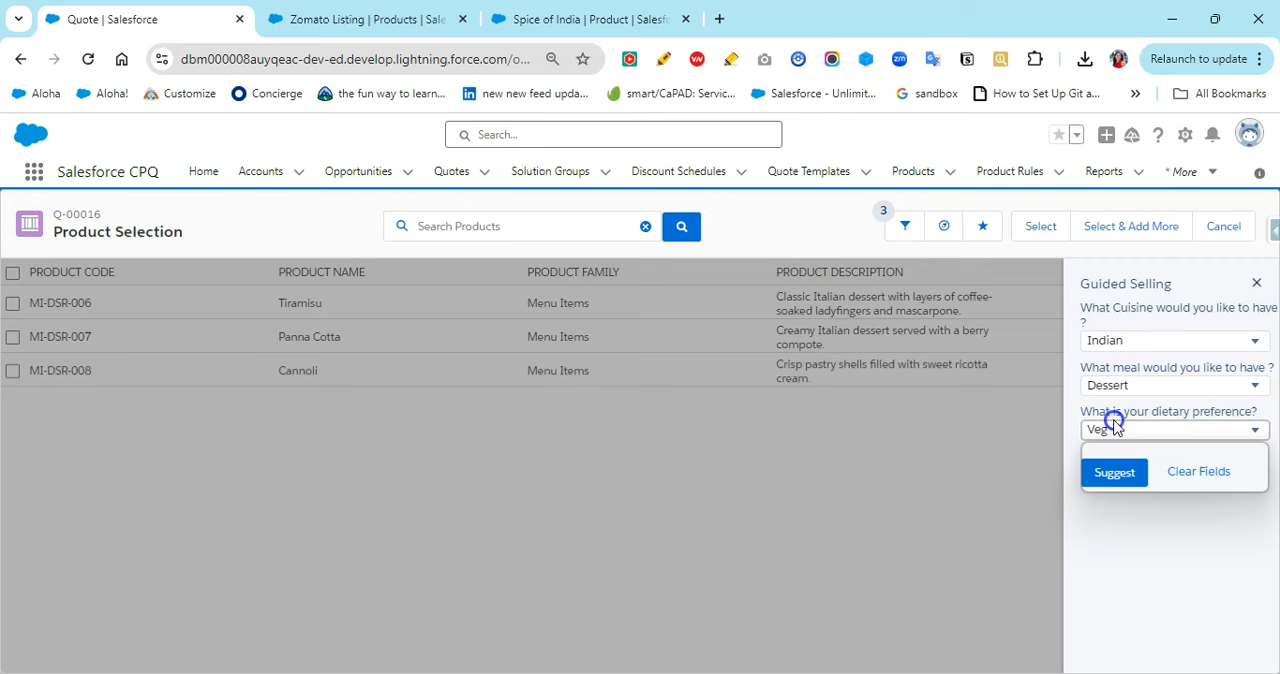 Quote | Salesforce
Zomato Listing | Products | Sale
Spice of India | Product | Salesfo
dbm000008auyqeac-dev-ed.develop.lightning.force.com/o...
Relaunch to update
Aloha
Aloha!
Customize
Concierge
the fun way to learn...
new new feed upda...
smart/CaPAD: Servic...
Salesforce - Unlimit...
sandbox
How to Set Up Git a...
All Bookmarks
Search...
Salesforce CPQ
Home
Accounts
Opportunities
Quotes
Solution Groups
Discount Schedules
Quote Templates
Products
Product Rules
Reports
* More
Q-00016
Product Selection
Search Products
3
Select
Select & Add More
Cancel
PRODUCT CODE PRODUCT NAME PRODUCT FAMILY PRODUCT DESCRIPTION
MI-DSR-006 Tiramisu Menu Items Classic Italian dessert with layers of coffee-
soaked ladyfingers and mascarpone.
MI-DSR-007 Panna Cotta Menu Items Creamy Italian dessert served with a berry
compote.
MI-DSR-008 Cannoli Menu Items Crisp pastry shells filled with sweet ricotta
cream.
Guided Selling
What Cuisine would you like to have
?
Indian
What meal would you like to have ?
Dessert
What is your dietary preference?
Veg
Suggest
Clear Fields